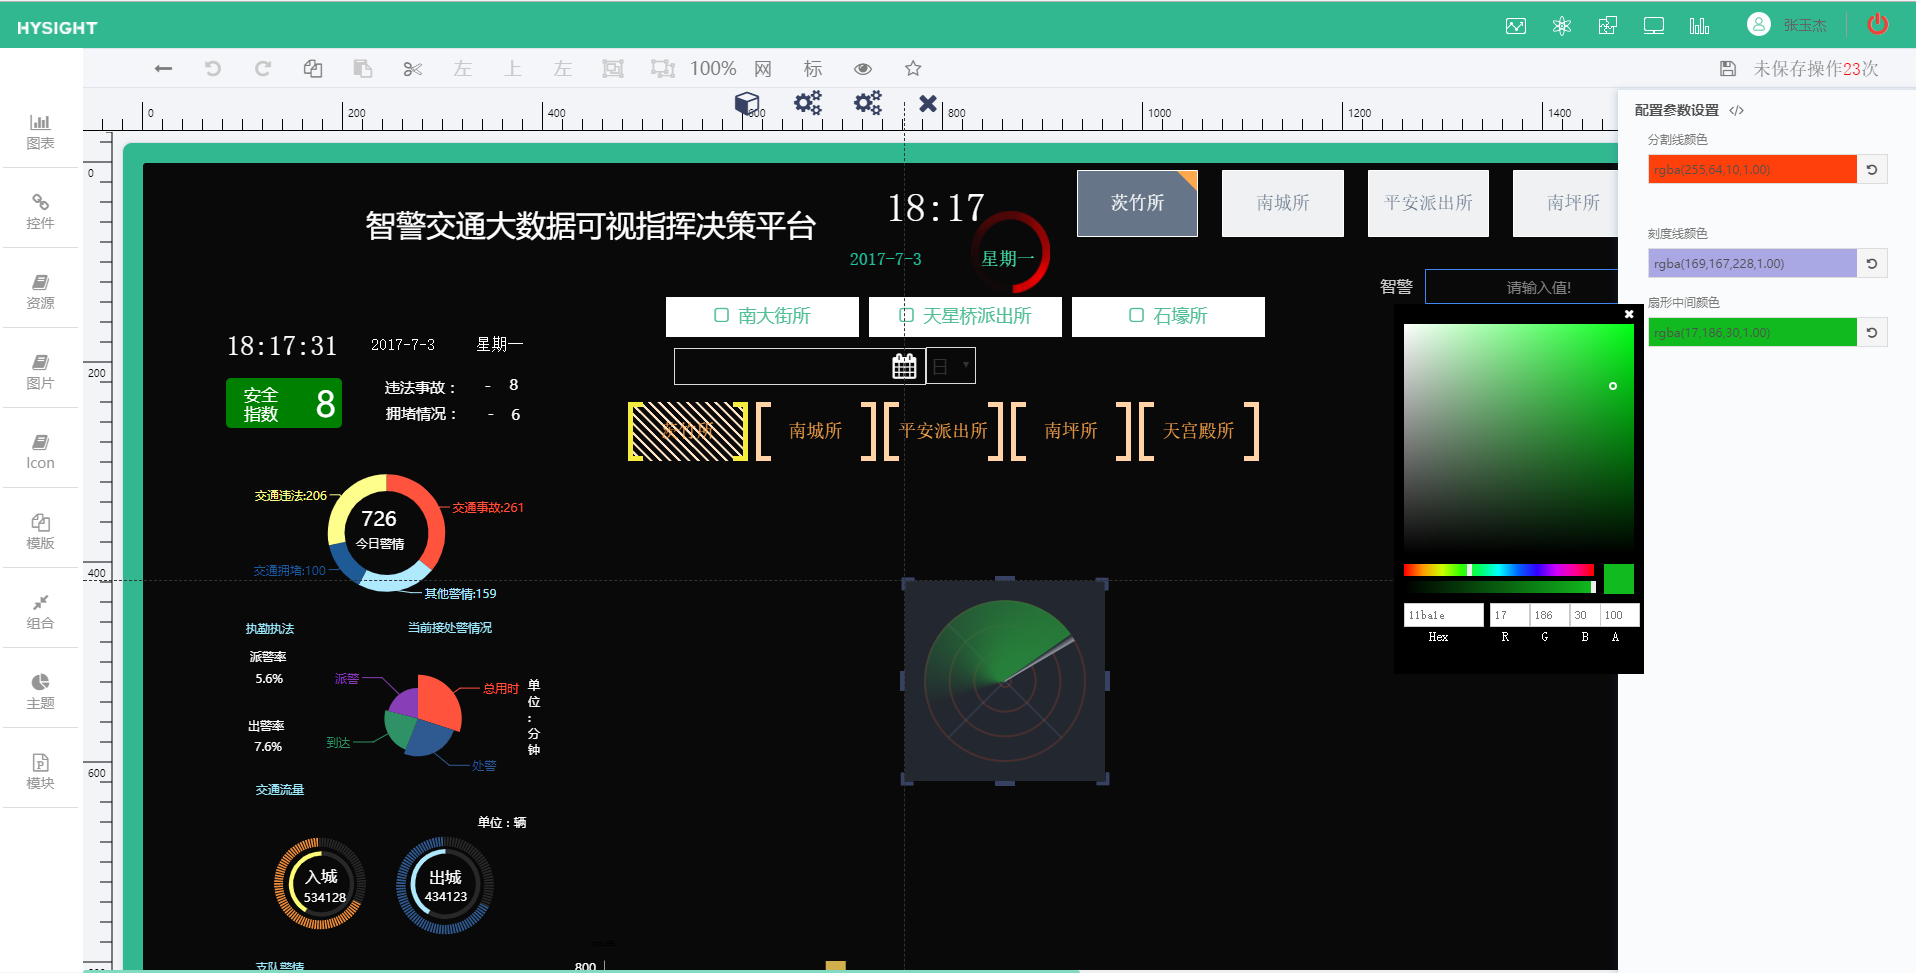 HYSIGHT
张玉杰
左 上 左 100% 网 标
未保存操作23次
0 200 400 600 800 1000 1200 1400
0
200
400
600
图表
控件
资源
图片
Icon
模版
组合
主题
模块
智警交通大数据可视指挥决策平台
18:17
2017-7-3 星期一
茨竹所 南城所 平安派出所 南坪所
智警 请输入值!
南大街所 天星桥派出所 石壕所
日
18:17:31 2017-7-3 星期一
安全
指数
8
违法事故： - 8
拥堵情况： - 6
茨竹所 南城所 平安派出所 南坪所 天宫殿所
交通违法:206
交通事故:261
726
今日警情
交通拥堵:100
其他警情:159
执勤执法 当前接处警情况
派警率
5.6%
出警率
7.6%
派警
总用时
到达
处警
单位：分钟
交通流量
单位：辆
入城
534128
出城
434123
支队警情
800
配置参数设置 </>
分割线颜色
rgba(255,64,10,1.00)
刻度线颜色
rgba(169,167,228,1.00)
扇形中间颜色
rgba(17,186,30,1.00)
11ba1e 17 186 30 100
Hex R G B A